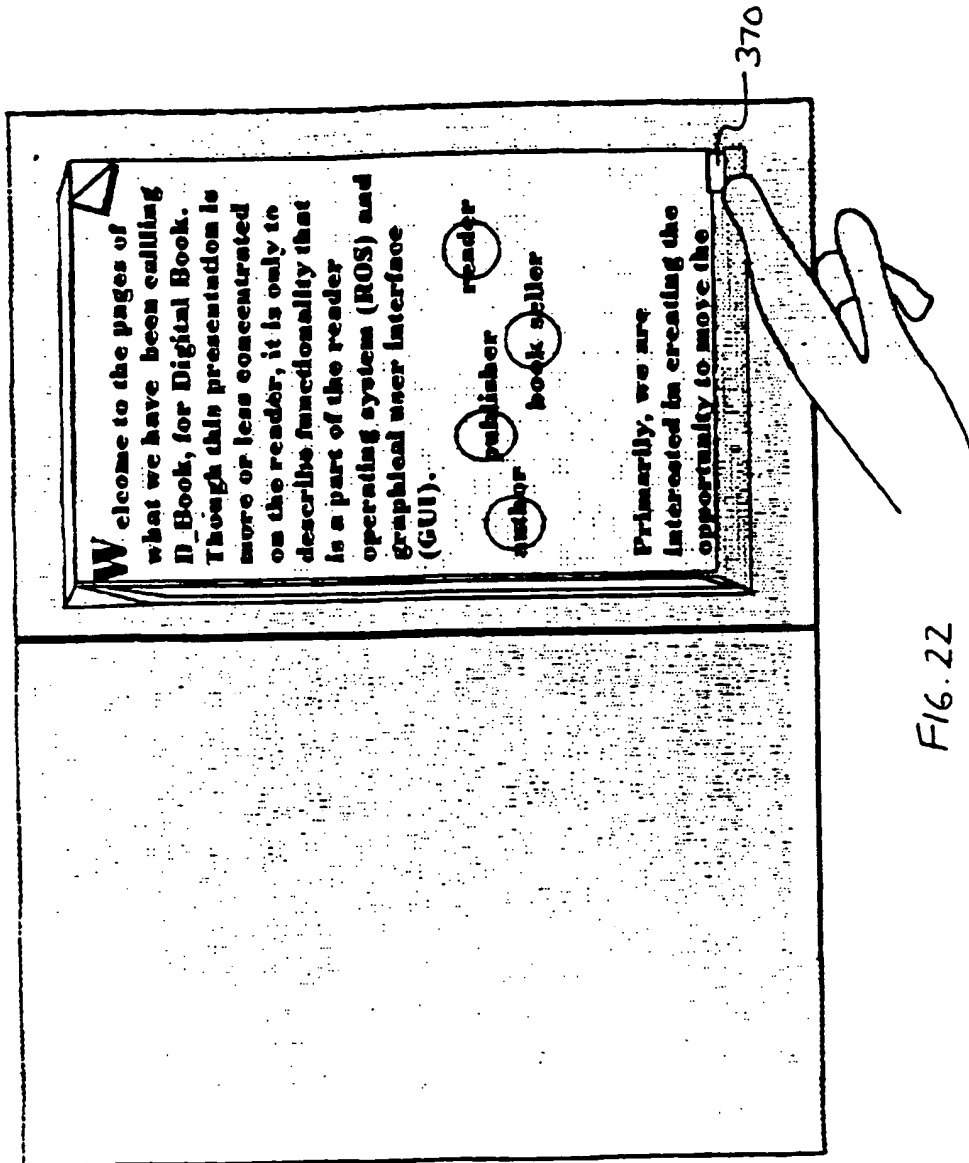 Welcome to the pages of
what we have been callling
D_Book, for Digital Book.
Though this presentation is
more or less concentrated
on the reader, it is only to
describe functionality that
is a part of the reader
operating system (ROS) and
graphical user interface
(GUI).
author
publisher
book seller
reader
Primarily, we are
interested in creating the
opportunity to move the
370
FIG. 22